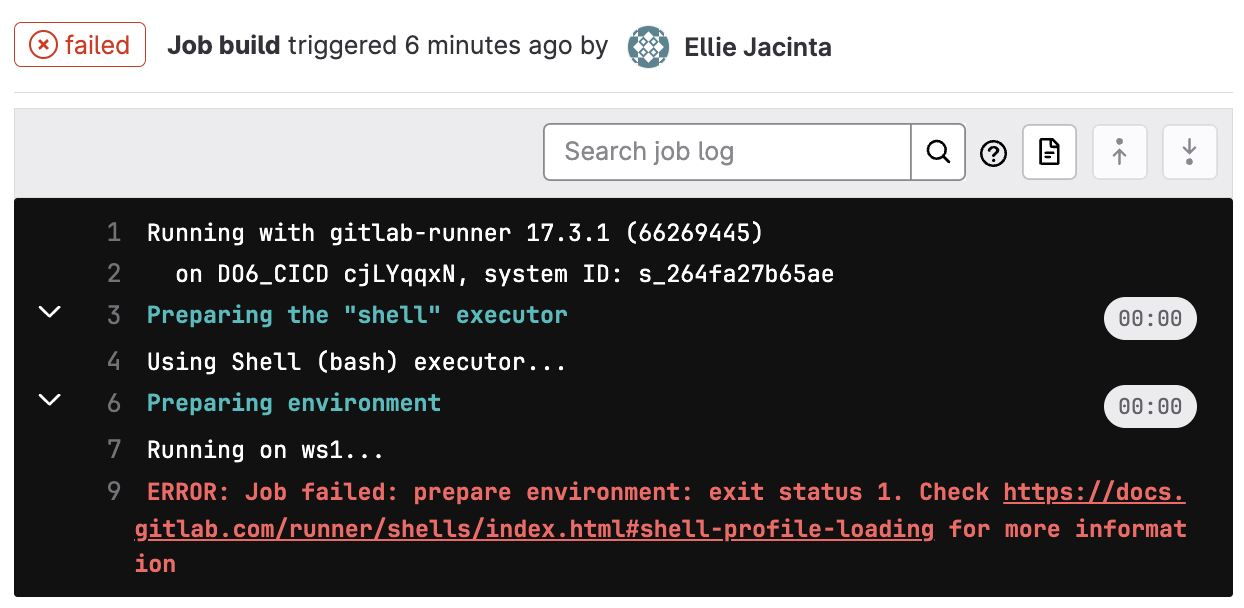 failed Job build triggered 6 minutes ago by Ellie Jacinta
Search job log
1 Running with gitlab-runner 17.3.1 (66269445)
2 on DO6_CICD cjLYqqxN, system ID: s_264fa27b65ae
3 Preparing the "shell" executor 00:00
4 Using Shell (bash) executor...
6 Preparing environment 00:00
7 Running on ws1...
9 ERROR: Job failed: prepare environment: exit status 1. Check https://docs.
gitlab.com/runner/shells/index.html#shell-profile-loading for more informat
ion